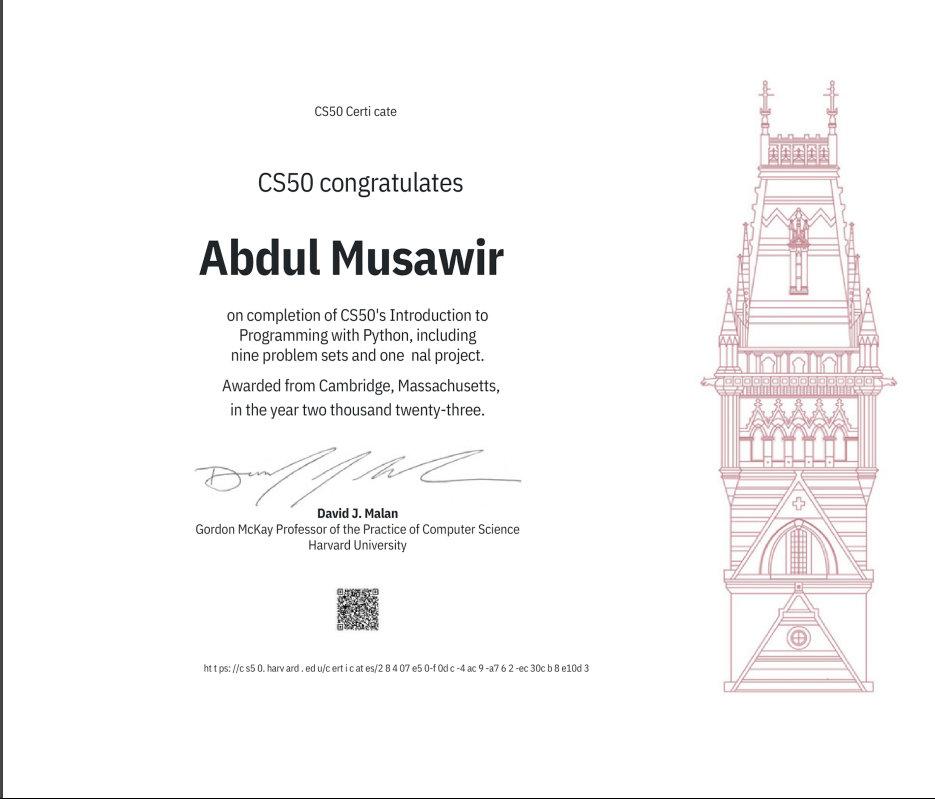 CS50 Certi cate
CS50 congratulates
Abdul Musawir
on completion of CS50's Introduction to
Programming with Python, including
nine problem sets and one  nal project.
Awarded from Cambridge, Massachusetts,
in the year two thousand twenty-three.
David J. Malan
Gordon McKay Professor of the Practice of Computer Science
Harvard University
ht t ps: //c s5 0. harv ard . ed u/c ert i c at es/2 8 4 07 e5 0-f 0d c -4 ac 9 -a7 6 2 -ec 30c b 8 e10d 3